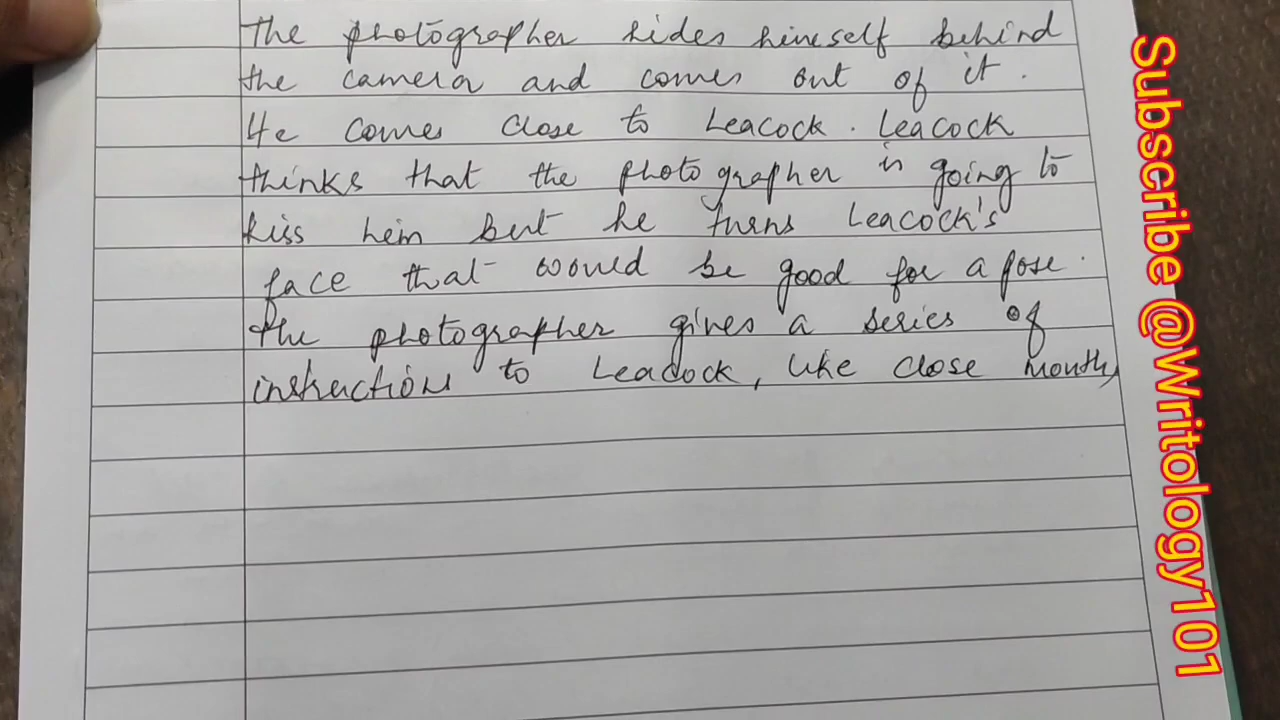 The photographer hides himself behind
the camera and comes out of it.
He comes close to Leacock. Leacock
thinks that the photographer is going to
kiss him but he turns Leacock's
face that would be good for a pose.
The photographer gives a series of
instruction to Leacock, like close mouth,
Subscribe @Writology101